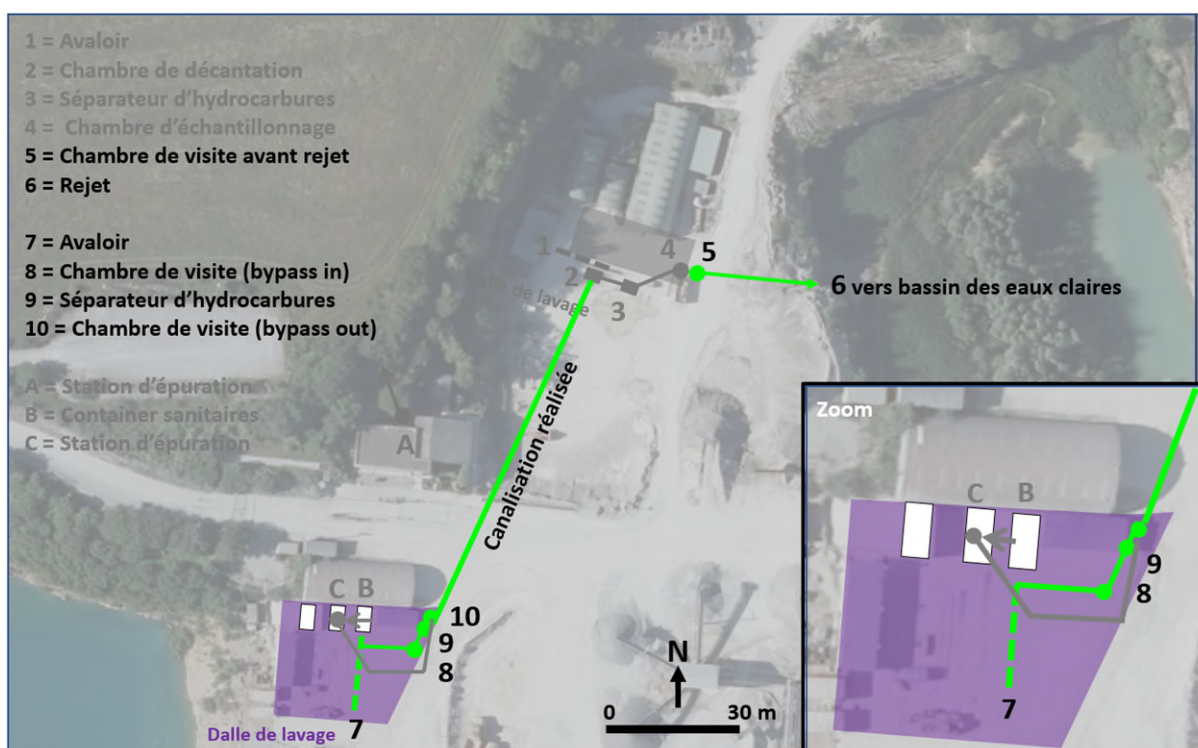 1 = Avaloir
2 = Chambre de décantation
3 = Séparateur d'hydrocarbures
4 = Chambre d'échantillonnage
5 = Chambre de visite avant rejet
6 = Rejet
7 = Avaloir
8 = Chambre de visite (bypass in)
9 = Séparateur d'hydrocarbures
10 = Chambre de visite (bypass out)
A = Station d'épuration
B = Container sanitaires
C = Station d'épuration
1
2
3
4
5
6 vers bassin des eaux claires
Dalle de lavage
Canalisation réalisée
A
C B
10
9
8
7
Dalle de lavage
N
0 30 m
Zoom
C B
9
8
7